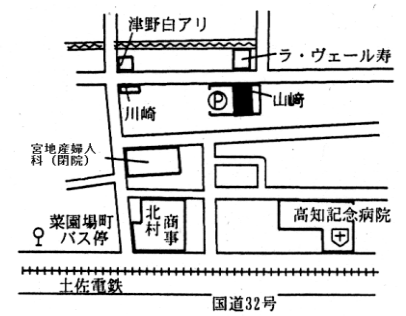 津野白アリ
ラ・ヴェール寿
川崎
P
山﨑
宮地産婦人
科（閉院）
菜園場町
バス停
北村
商事
高知記念病院
土佐電鉄
国道32号